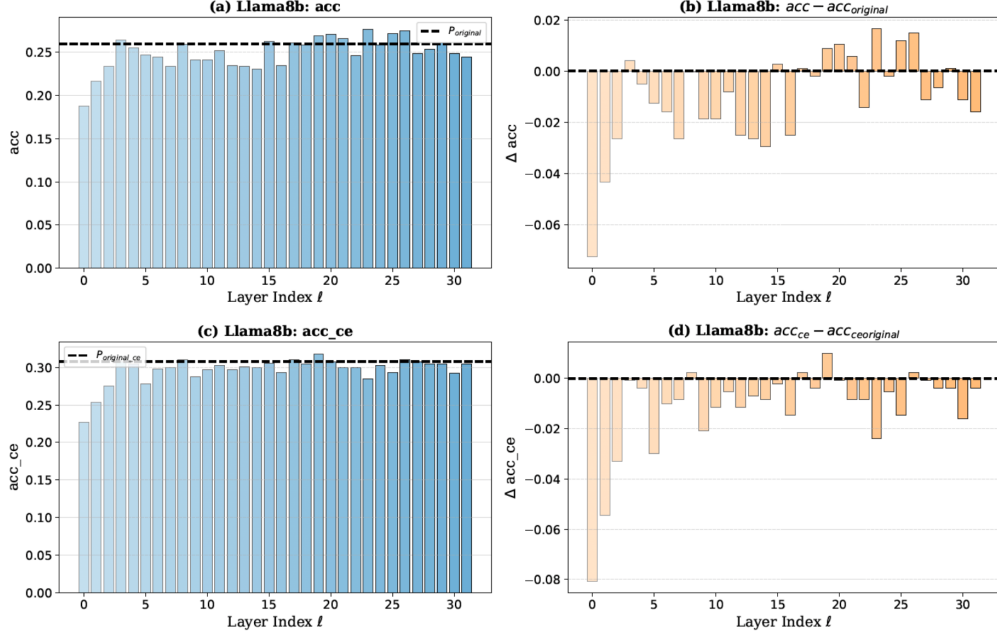 (a) Llama8b: acc
P_original
acc
0.25
0.20
0.15
0.10
0.05
0.00
0 5 10 15 20 25 30
Layer Index ℓ
(b) Llama8b: acc − acc_original
Δ acc
0.02
0.00
−0.02
−0.04
−0.06
0 5 10 15 20 25 30
Layer Index ℓ
(c) Llama8b: acc_ce
P_original_ce
acc_ce
0.30
0.25
0.20
0.15
0.10
0.05
0.00
0 5 10 15 20 25 30
Layer Index ℓ
(d) Llama8b: acc_ce − acc_ceoriginal
Δ acc_ce
0.00
−0.02
−0.04
−0.06
−0.08
0 5 10 15 20 25 30
Layer Index ℓ